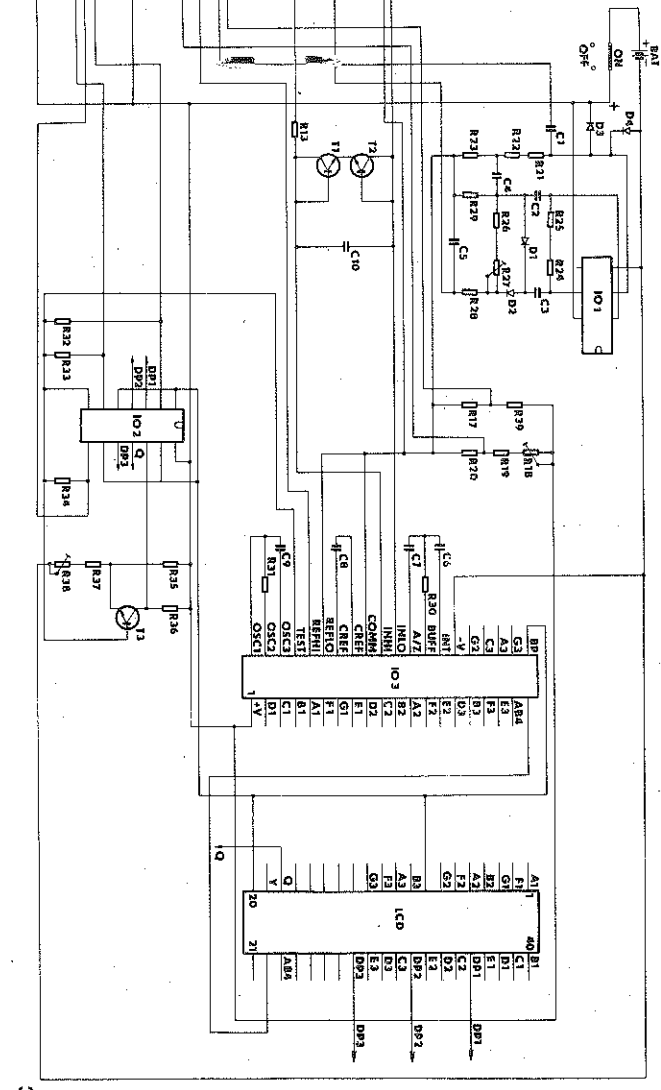 BAT
+
ON
OFF
+
D4
D3
C1
R21
R22
R23
C4
C2
R25
R29
R26
D1
R24
C5
R27
R28
D2
C3
IO1
R13
T1
T2
C10
R32
R33
DP2
DP1
IO2
DP3
Q
R34
R17
R39
R20
R19
R18
R38
R37
R35
R36
T3
C9
R31
C8
C7
R30
C6
OSC1
OSC2
OSC3
TEST
REFHI
REFLO
CREF
CREF
COMM
INHI
INLO
A/Z
BUFF
INT
-V
G2
C3
A3
G3
BP
IO3
1
+V
D1
C1
B1
A1
F1
G1
E1
D2
C2
B2
A2
F2
E2
D3
B3
F3
E3
AB4
Q
Y
Q
G3
F3
A3
B3
G2
F2
A2
B2
G1
F1
A1
1
20
LCD
21
40
AB4
DP3
E3
D3
C3
DP2
E2
D2
C2
DP1
E1
D1
C1
B1
DP3
DP2
DP1